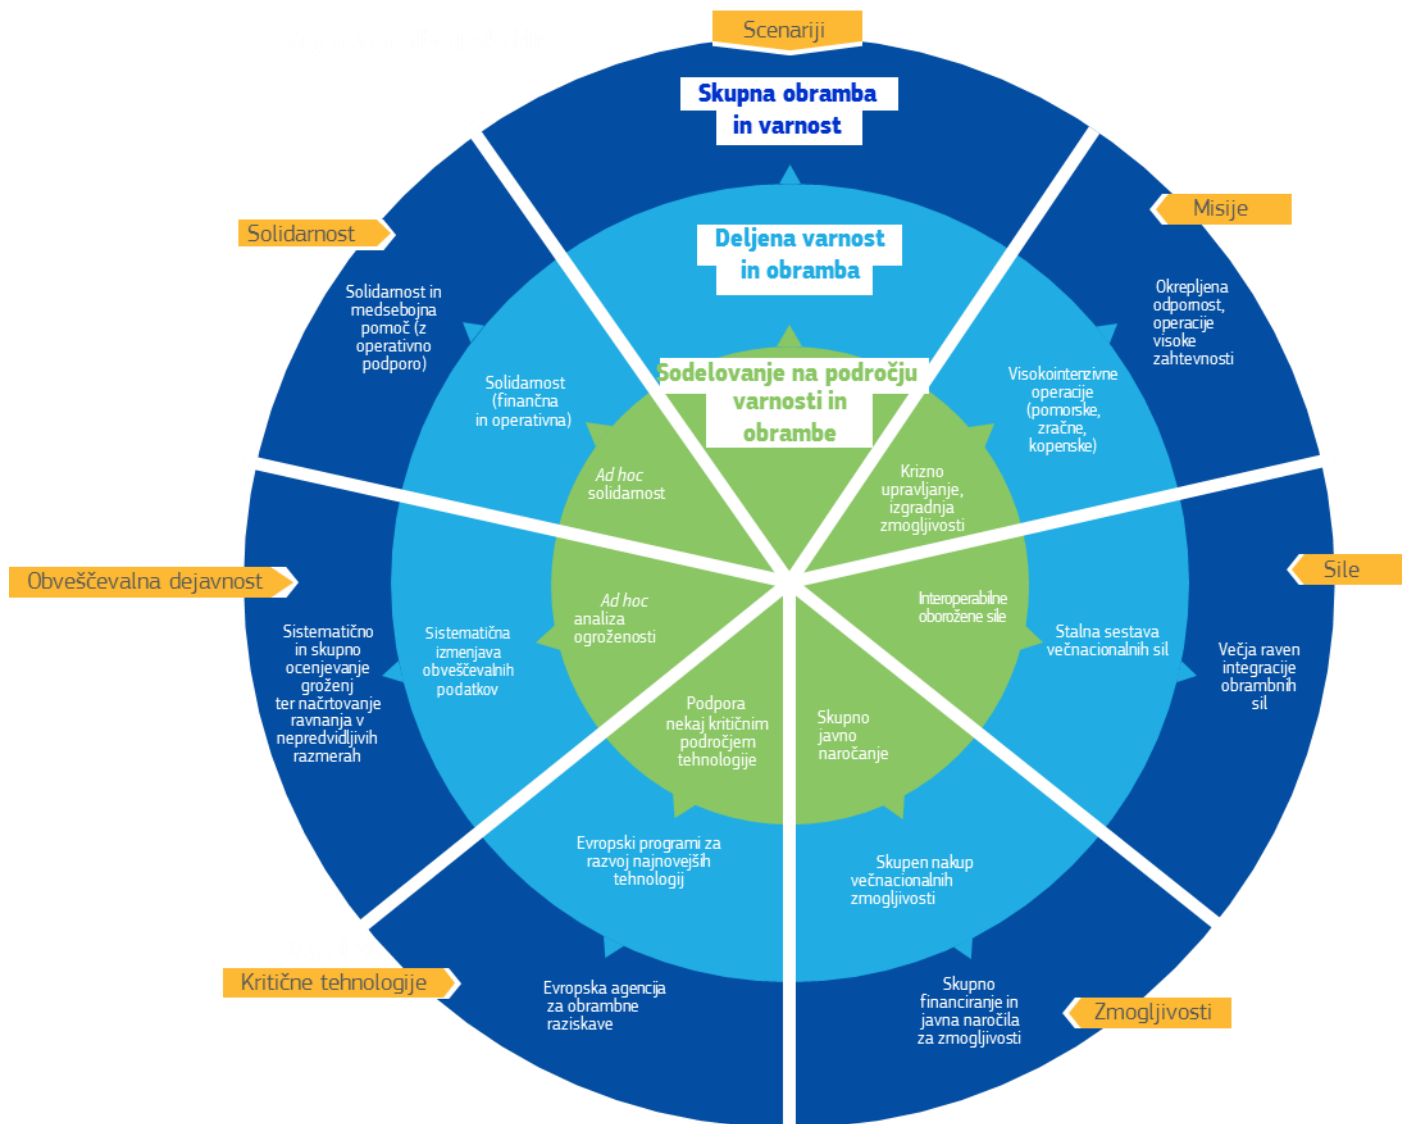 Scenariji
Skupna obramba
in varnost
Deljena varnost
in obramba
Sodelovanje na področju
varnosti in
obrambe
Misije
Okrepljena
odpornost,
operacije
visoke
zahtevnosti
Visokointenzivne
operacije
(pomorske,
zračne,
kopenske)
Krizno
upravljanje,
izgradnja
zmogljivosti
Sile
Večja raven
integracije
obrambnih
sil
Stalna sestava
večnacionalnih sil
Interoperabilne
oborožene sile
Zmogljivosti
Skupno
financiranje in
javna naročila
za zmogljivosti
Skupen nakup
večnacionalnih
zmogljivosti
Skupno
javno
naročanje
Kritične tehnologije
Evropska agencija
za obrambne
raziskave
Evropski programi za
razvoj najnovejših
tehnologij
Podpora
nekaj kritičnim
področjem
tehnologije
Obveščevalna dejavnost
Sistematično
in skupno
ocenjevanje
groženj
ter načrtovanje
ravnanja v
nepredvidljivih
razmerah
Sistematična
izmenjava
obveščevalnih
podatkov
Ad hoc
analiza
ogroženosti
Solidarnost
Solidarnost in
medsebojna
pomoč (z
operativno
podporo)
Solidarnost
(finančna
in operativna)
Ad hoc
solidarnost